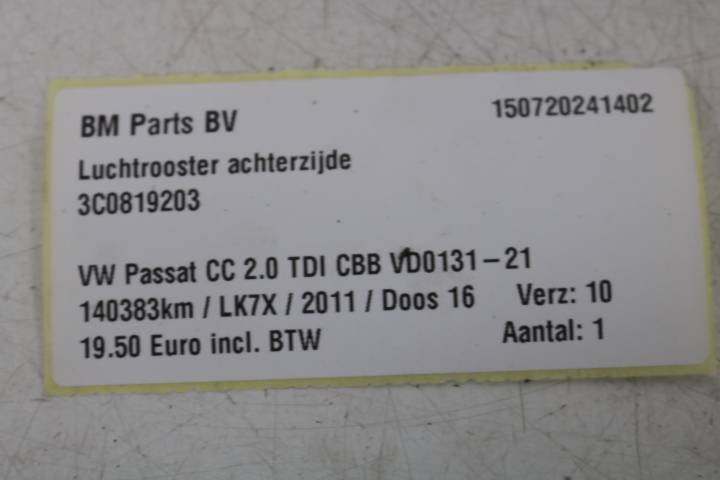 BM Parts BV 150720241402
Luchtrooster achterzijde
3C0819203
VW Passat CC 2.0 TDI CBB VD0131-21
140383km / LK7X / 2011 / Doos 16 Verz: 10
19.50 Euro incl. BTW Aantal: 1